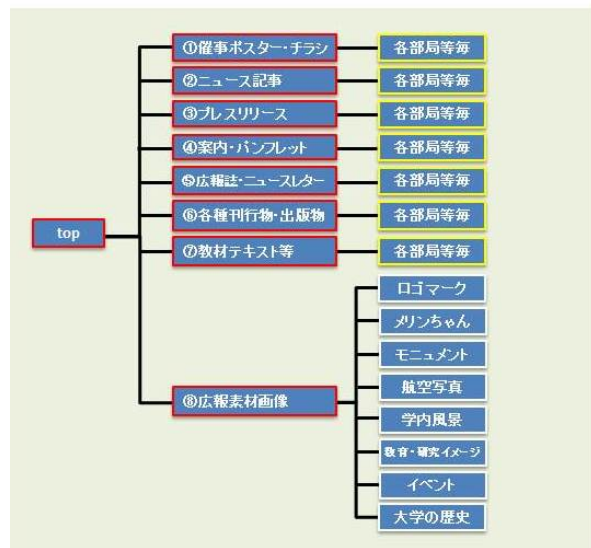 ①催事ポスター・チラシ
各部局等毎
②ニュース記事
各部局等毎
③プレスリリース
各部局等毎
④案内・パンフレット
各部局等毎
⑤広報誌・ニュースレター
各部局等毎
⑥各種刊行物・出版物
各部局等毎
top
⑦教材テキスト等
各部局等毎
ロゴマーク
メリンちゃん
モニュメント
航空写真
⑧広報素材画像
学内風景
教育・研究イメージ
イベント
大学の歴史